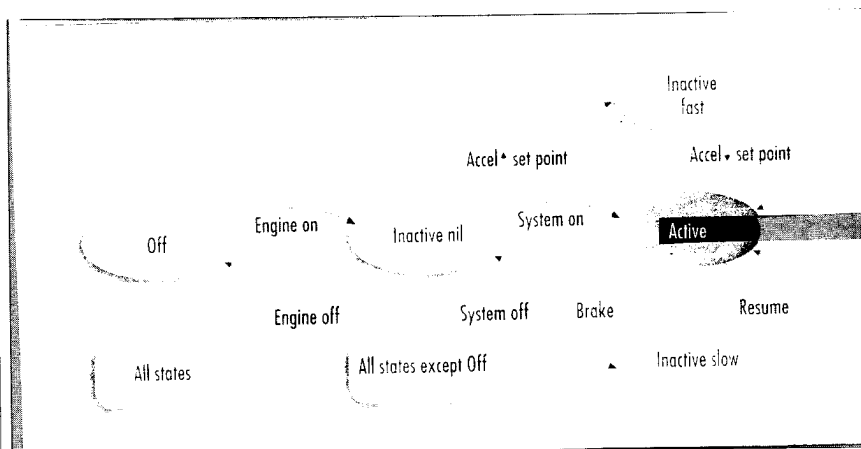 Inactive
fast
Accel ▲ set point
Accel ▼ set point
Off
Engine on
Inactive nil
System on
Active
Engine off
System off
Brake
Resume
All states
All states except Off
Inactive slow